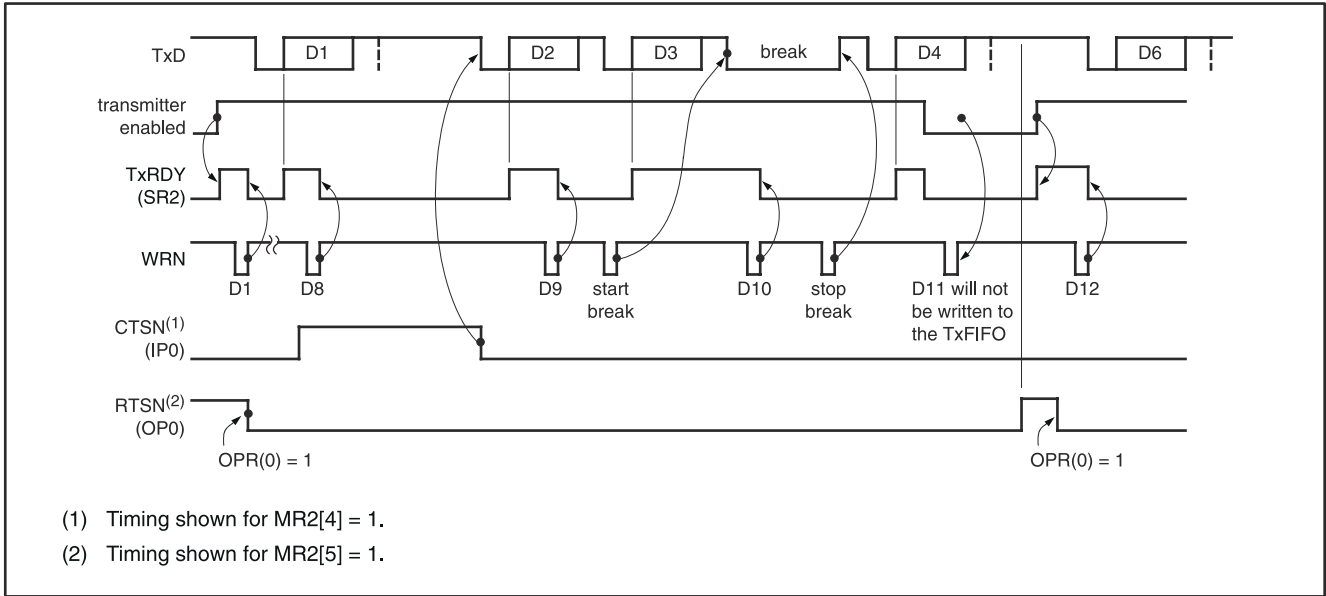 TxD
D1
D2
D3
break
D4
D6
transmitter
enabled
TxRDY
(SR2)
WRN
D1
D8
D9
start
break
D10
stop
break
D11 will not
be written to
the TxFIFO
D12
CTSN(1)
(IP0)
RTSN(2)
(OP0)
OPR(0) = 1
OPR(0) = 1
(1) Timing shown for MR2[4] = 1.
(2) Timing shown for MR2[5] = 1.